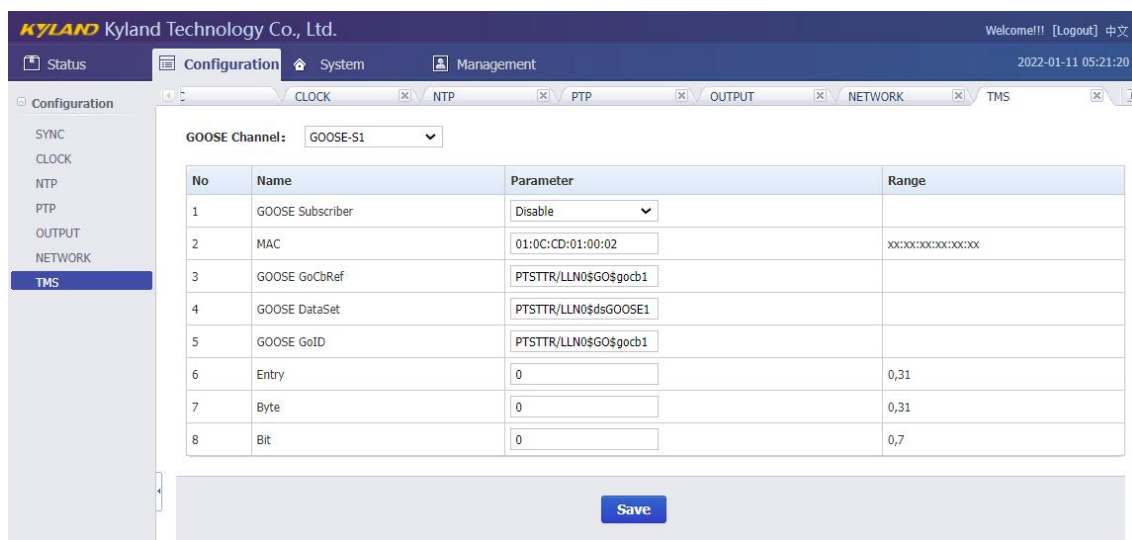 KYLAND Kyland Technology Co., Ltd.
Welcome!!! [Logout] 中文
Status Configuration System Management 2022-01-11 05:21:20
Configuration
CLOCK NTP PTP OUTPUT NETWORK TMS
SYNC
CLOCK
NTP
PTP
OUTPUT
NETWORK
TMS
GOOSE Channel: GOOSE-S1
No Name Parameter Range
1 GOOSE Subscriber Disable
2 MAC 01:0C:CD:01:00:02 xx:xx:xx:xx:xx:xx
3 GOOSE GoCbRef PTSTTR/LLN0$GO$gocb1
4 GOOSE DataSet PTSTTR/LLN0$dsGOOSE1
5 GOOSE GoID PTSTTR/LLN0$GO$gocb1
6 Entry 0 0,31
7 Byte 0 0,31
8 Bit 0 0,7
Save